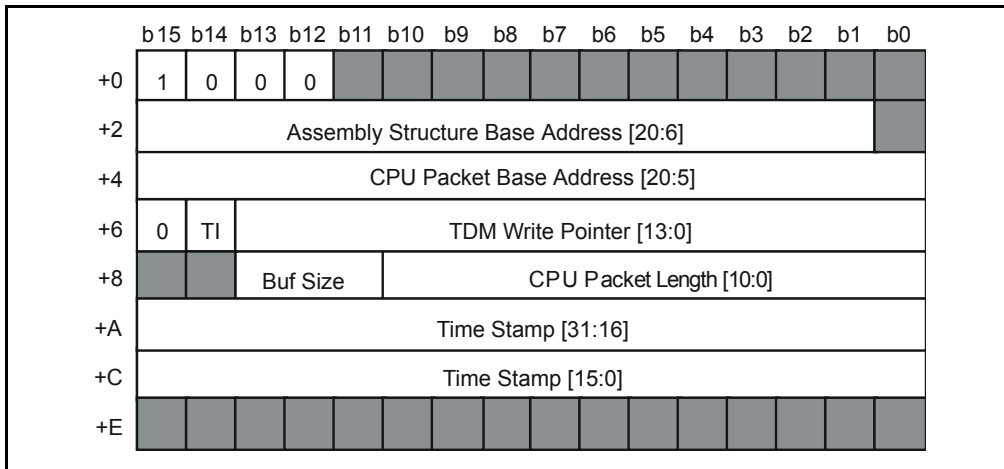 b15 b14 b13 b12 b11 b10 b9 b8 b7 b6 b5 b4 b3 b2 b1 b0
+0 1 0 0 0
+2 Assembly Structure Base Address [20:6]
+4 CPU Packet Base Address [20:5]
+6 0 TI TDM Write Pointer [13:0]
+8 Buf Size CPU Packet Length [10:0]
+A Time Stamp [31:16]
+C Time Stamp [15:0]
+E